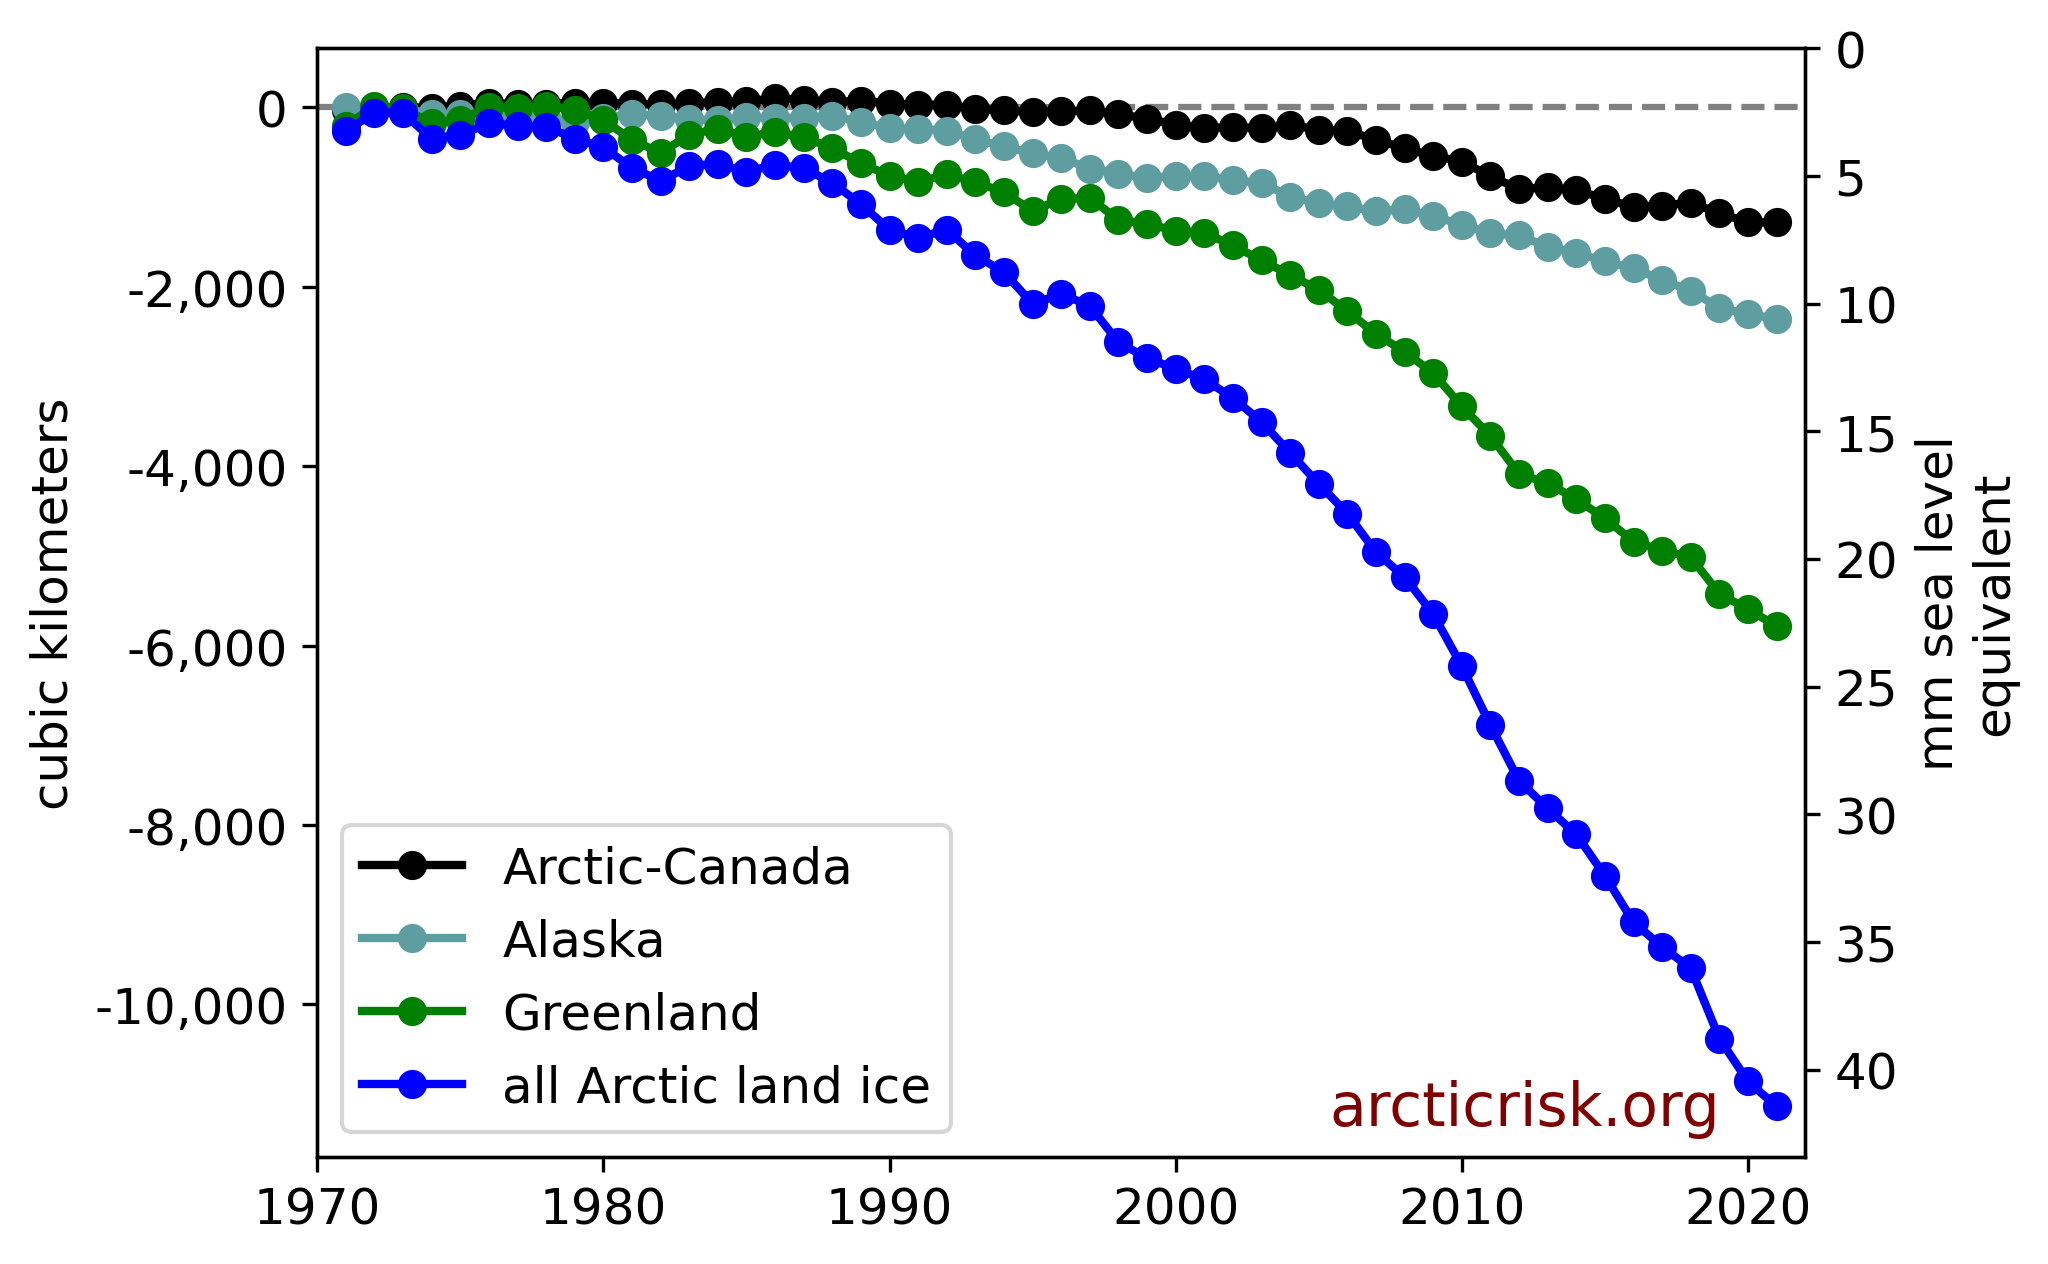 0
-2,000
-4,000
-6,000
-8,000
-10,000
cubic kilometers
0
5
10
15
20
25
30
35
40
mm sea level
equivalent
Arctic-Canada
Alaska
Greenland
all Arctic land ice
arcticrisk.org
1970
1980
1990
2000
2010
2020